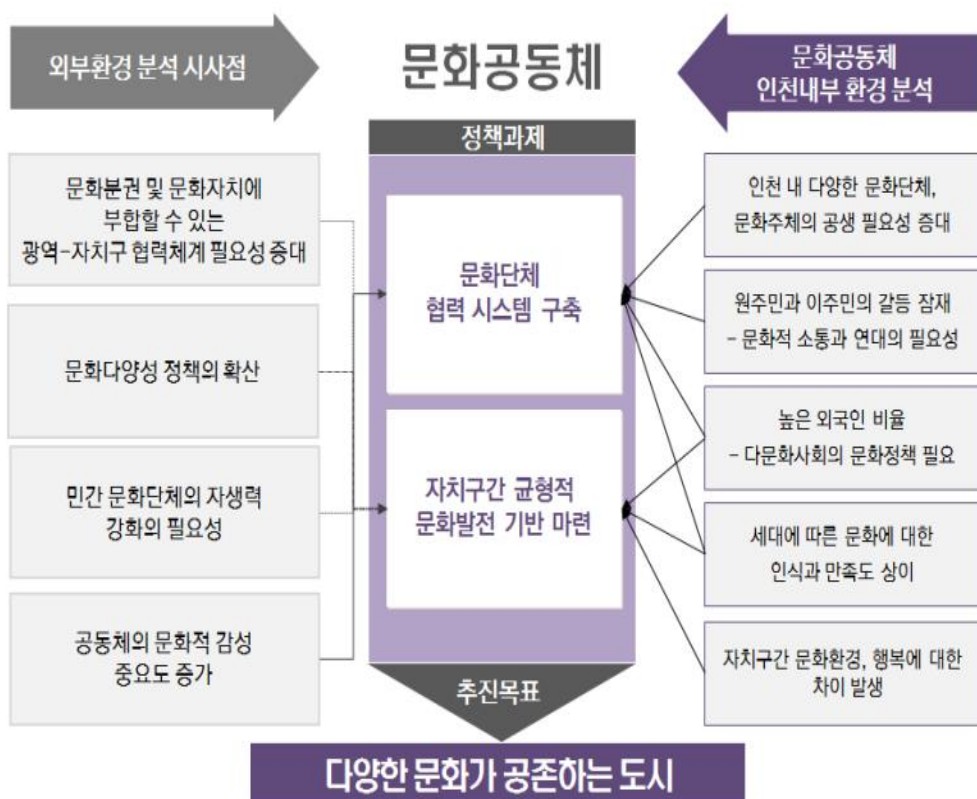 외부환경 분석 시사점
문화공동체
문화공동체
인천내부 환경 분석
정책과제
문화분권 및 문화자치에
부합할 수 있는
광역-자치구 협력체계 필요성 증대
문화다양성 정책의 확산
민간 문화단체의 자생력
강화의 필요성
공동체의 문화적 감성
중요도 증가
문화단체
협력 시스템 구축
자치구간 균형적
문화발전 기반 마련
인천 내 다양한 문화단체,
문화주체의 공생 필요성 증대
원주민과 이주민의 갈등 잠재
- 문화적 소통과 연대의 필요성
높은 외국인 비율
- 다문화사회의 문화정책 필요
세대에 따른 문화에 대한
인식과 만족도 상이
자치구간 문화환경, 행복에 대한
차이 발생
추진목표
다양한 문화가 공존하는 도시